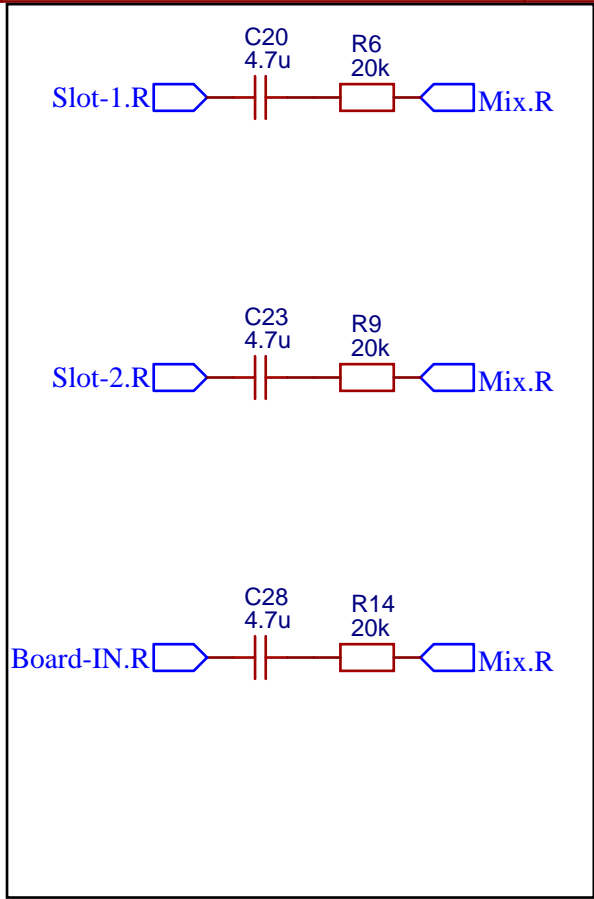 C20
4.7u
R6
20k
Slot-1.R
Mix.R
C23
4.7u
R9
20k
Slot-2.R
Mix.R
C28
4.7u
R14
20k
Board-IN.R
Mix.R